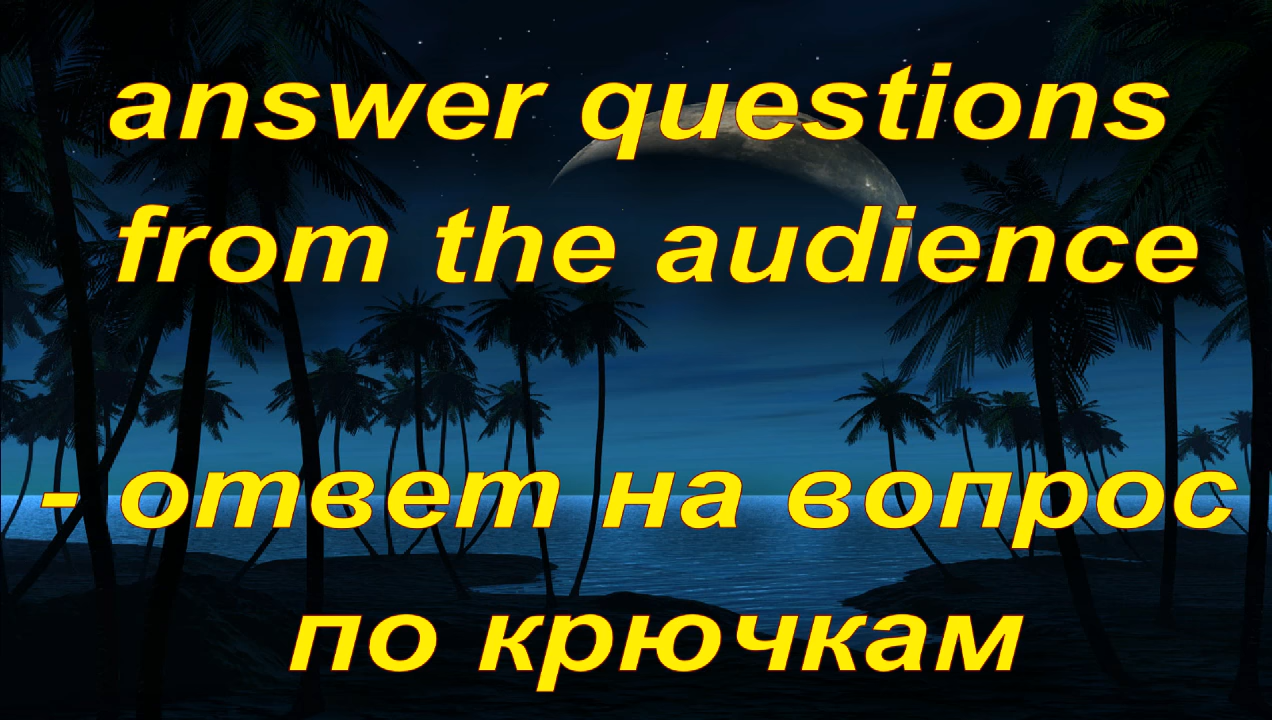 answer questions
from the audience
- ответ на вопрос
по крючкам